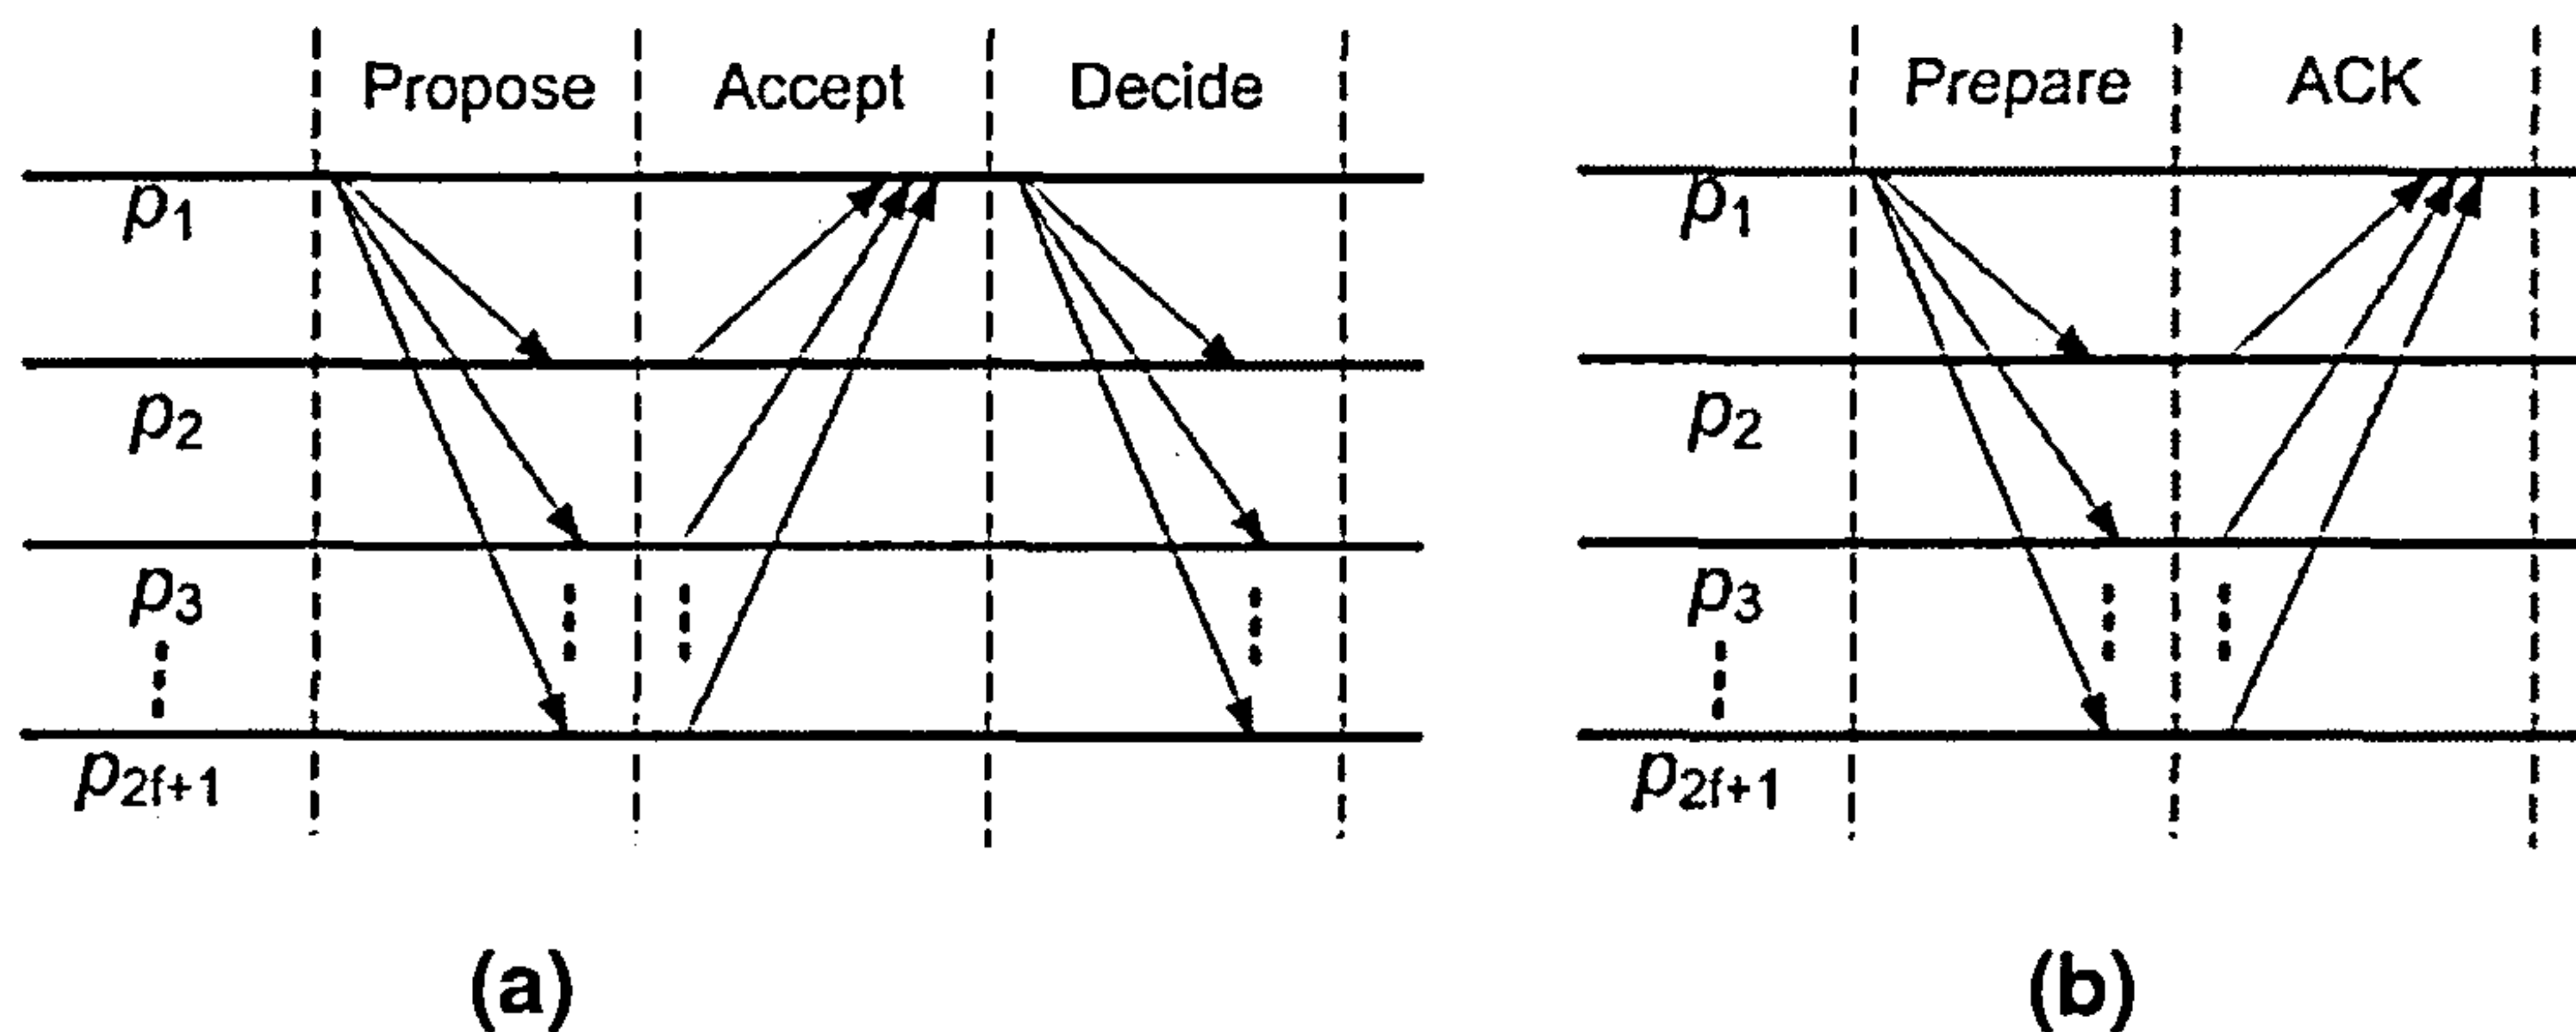 Propose Accept Decide
p1
p2
p3
p2f+1
(a)
Prepare ACK
p1
p2
p3
p2f+1
(b)